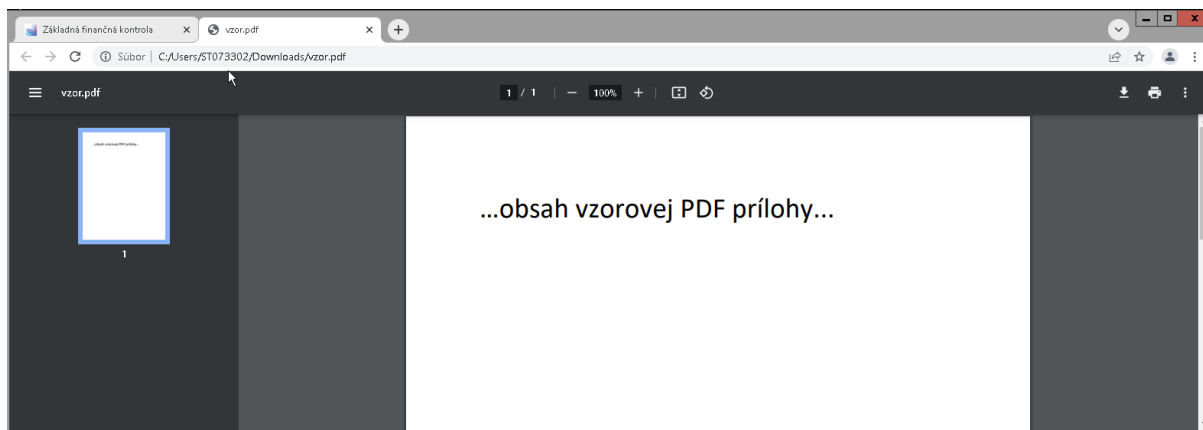 Základná finančná kontrola
vzor.pdf
Súbor | C:/Users/ST073302/Downloads/vzor.pdf
vzor.pdf
1 / 1
100%
...obsah vzorovej PDF prílohy...
1
...obsah vzorovej PDF prílohy...